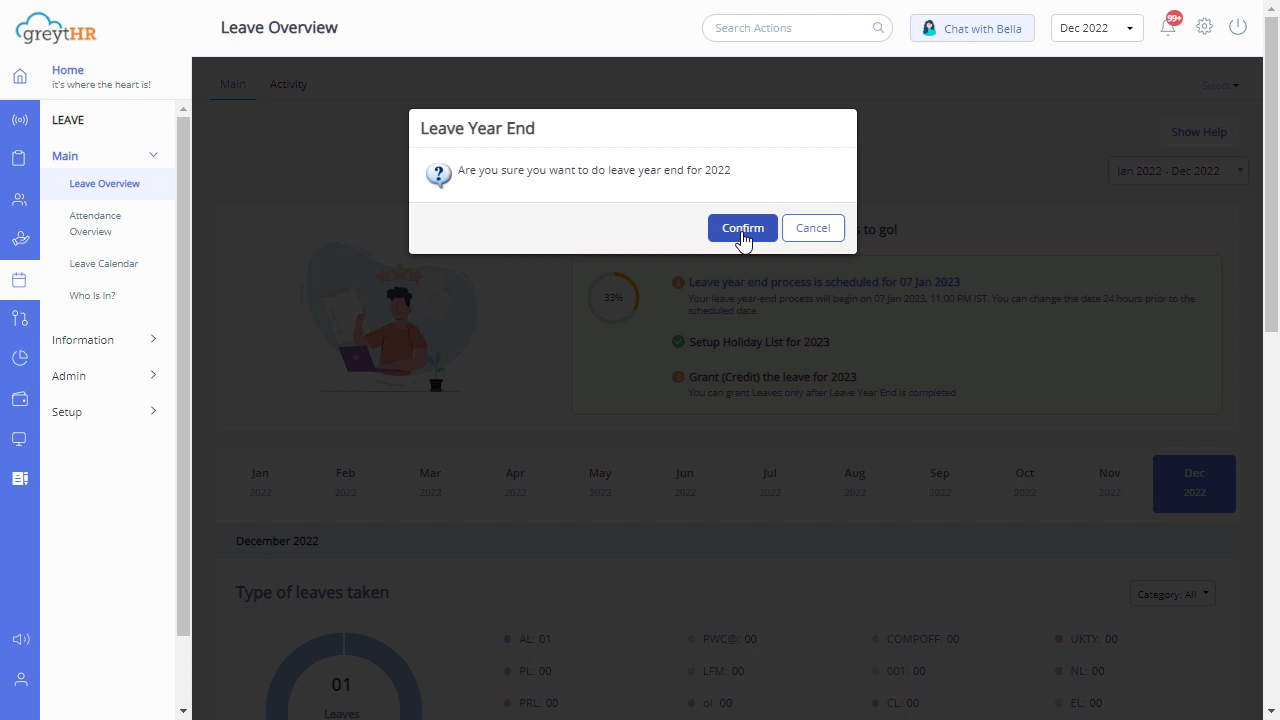 greytHR
Leave Overview
Search Actions
Chat with Bella
Dec 2022
99+
Home
it's where the heart is!
LEAVE
Main
Leave Overview
Attendance
Overview
Leave Calendar
Who Is In?
Information
Admin
Setup
Main
Activity
Select
Show Help
Jan 2022 - Dec 2022
Leave Year End
Are you sure you want to do leave year end for 2022
Confirm
Cancel
s to go!
33%
Leave year end process is scheduled for 07 Jan 2023
Your leave year-end process will begin on 07 Jan 2023, 11:00 PM IST. You can change the date 24 hours prior to the
scheduled date.
Setup Holiday List for 2023
Grant (Credit) the leave for 2023
You can grant Leaves only after Leave Year End is completed
Jan Feb Mar Apr May Jun Jul Aug Sep Oct Nov Dec
2022 2022 2022 2022 2022 2022 2022 2022 2022 2022 2022 2022
December 2022
Type of leaves taken
Category: All
01
Leaves
AL: 01 PWC@: 00 COMPOFF: 00 UKTY: 00
PL: 00 LFM: 00 001: 00 NL: 00
PRL: 00 ol: 00 CL: 00 EL: 00